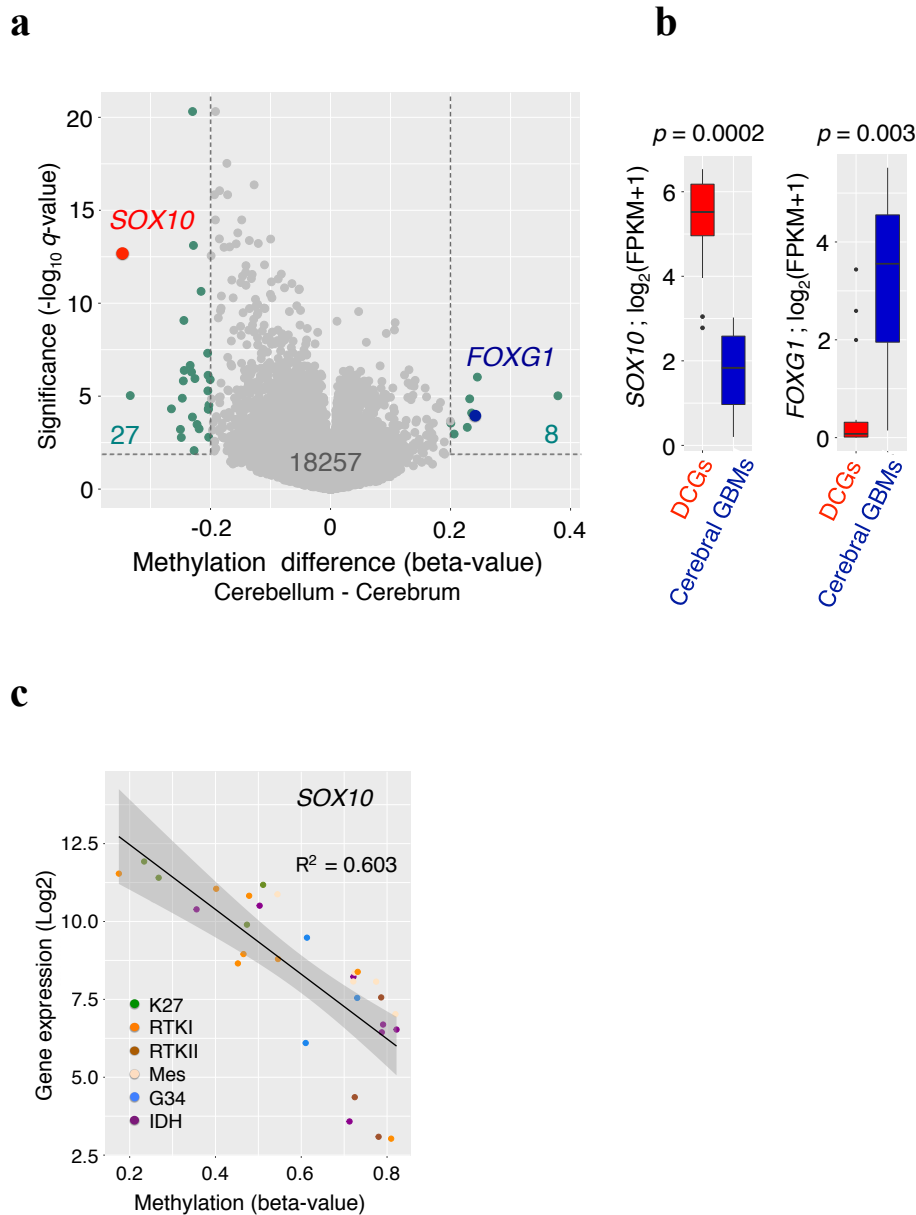 a
20
15
10
5
0
Significance (-log10 q-value)
SOX10
FOXG1
27
8
18257
-0.2
0
0.2
0.4
Methylation difference (beta-value)
Cerebellum - Cerebrum
b
p = 0.0002
6
4
2
0
SOX10 ; log2(FPKM+1)
DCGs
Cerebral GBMs
p = 0.003
4
2
0
FOXG1 ; log2(FPKM+1)
DCGs
Cerebral GBMs
c
SOX10
R² = 0.603
12.5
10.0
7.5
5.0
2.5
Gene expression (Log2)
K27
RTKI
RTKII
Mes
G34
IDH
0.2
0.4
0.6
0.8
Methylation (beta-value)